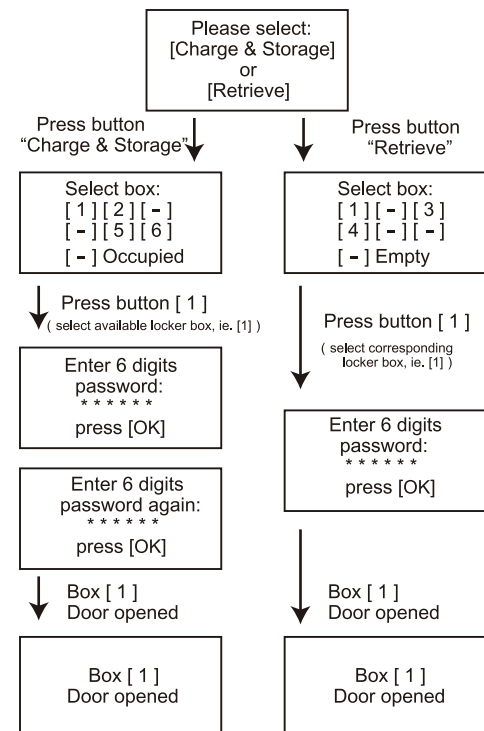 Please select:
[Charge & Storage]
or
[Retrieve]
Press button
“Charge & Storage”
Select box:
[ 1 ] [ 2 ] [ - ]
[ - ] [ 5 ] [ 6 ]
[ - ] Occupied
Press button [ 1 ]
( select available locker box, ie. [1] )
Enter 6 digits
password:
* * * * * *
press [OK]
Enter 6 digits
password again:
* * * * * *
press [OK]
Box [ 1 ]
Door opened
Box [ 1 ]
Door opened
Press button
“Retrieve”
Select box:
[ 1 ] [ - ] [ 3 ]
[ 4 ] [ - ] [ - ]
[ - ] Empty
Press button [ 1 ]
( select corresponding
locker box, ie. [1] )
Enter 6 digits
password:
* * * * * *
press [OK]
Box [ 1 ]
Door opened
Box [ 1 ]
Door opened